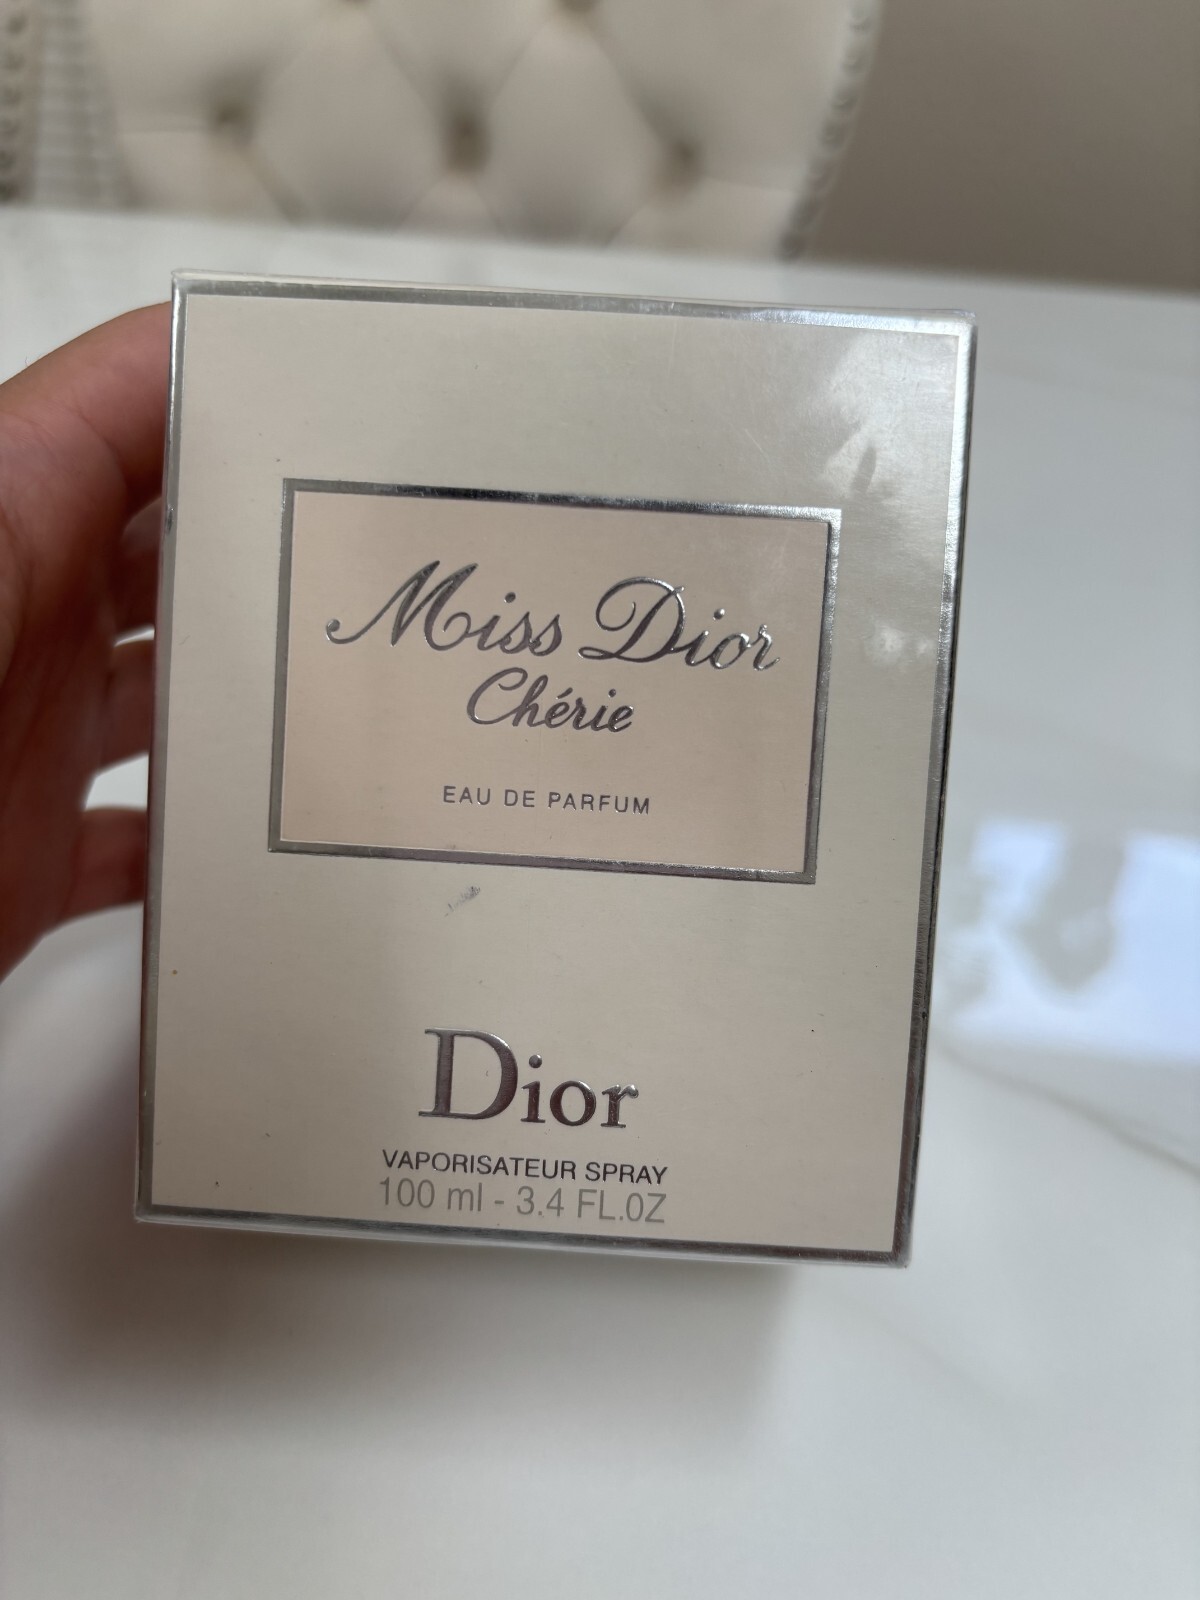 Miss Dior
Chérie
EAU DE PARFUM
Dior
VAPORISATEUR SPRAY
100 ml - 3.4 FL.OZ